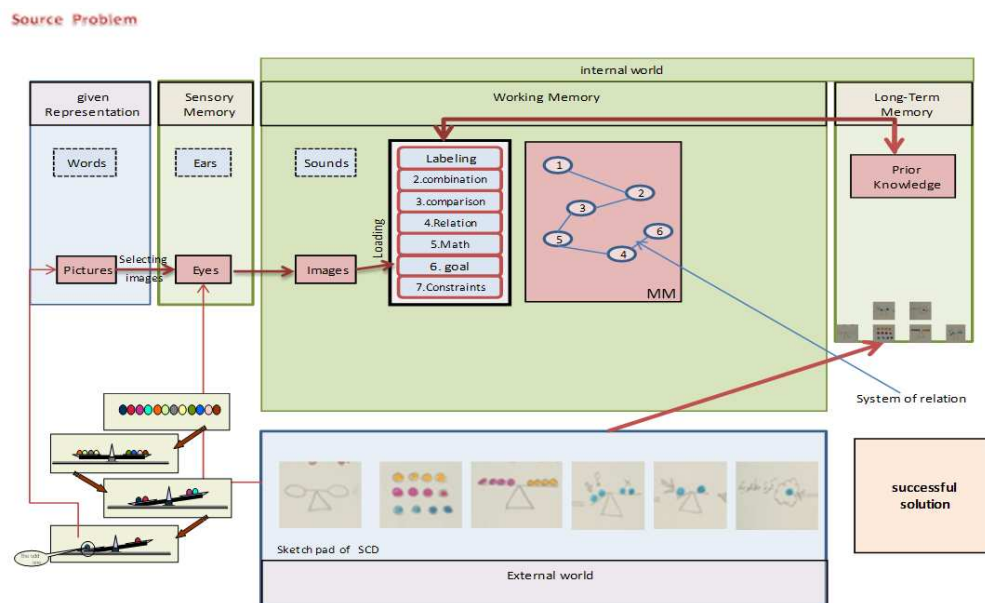 Source Problem
internal world
given
Representation
Sensory
Memory
Working Memory
Long-Term
Memory
Words
Ears
Sounds
Labeling
2.combination
3.comparison
4.Relation
5.Math
6. goal
7.Constraints
Loading
1
2
3
4
5
6
MM
Prior
Knowledge
Pictures
Selecting
images
Eyes
Images
System of relation
Sketch pad of SCD
External world
successful
solution